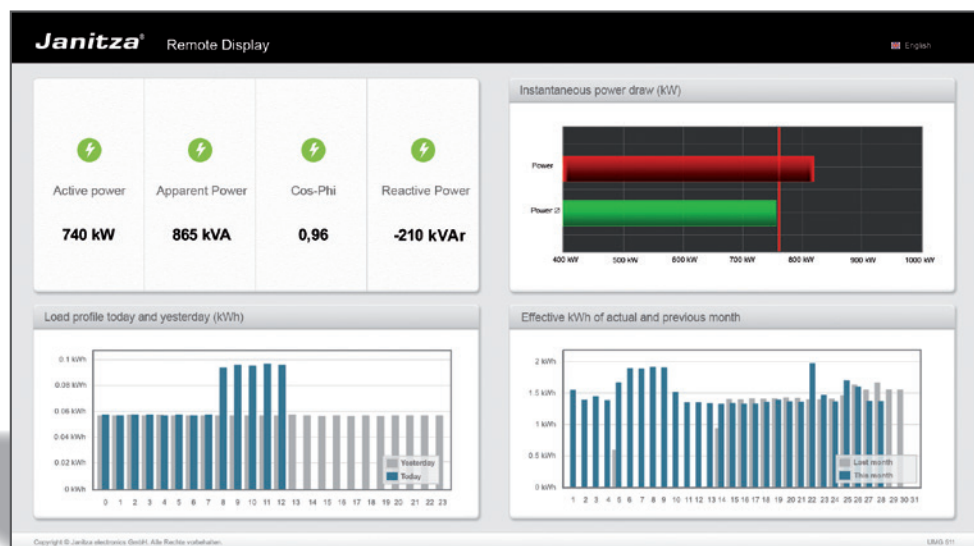 Janitza® Remote Display
English
Active power
Apparent Power
Cos-Phi
Reactive Power
740 kW
865 kVA
0,96
-210 kVAr
Instantaneous power draw (kW)
Power
Power 2
400 kW 500 kW 600 kW 700 kW 800 kW 900 kW 1000 kW
Load profile today and yesterday (kWh)
0.1 kWh
0.08 kWh
0.06 kWh
0.04 kWh
0.02 kWh
0 kWh
Yesterday
Today
0 1 2 3 4 5 6 7 8 9 10 11 12 13 14 15 16 17 18 19 20 21 22 23
Effective kWh of actual and previous month
2 kWh
1.5 kWh
1 kWh
0.5 kWh
0 kWh
Last month
This month
1 2 3 4 5 6 7 8 9 10 11 12 13 14 15 16 17 18 19 20 21 22 23 24 25 26 27 28 29 30 31
Copyright © Janitza electronics GmbH. Alle Rechte vorbehalten.
UMG 511